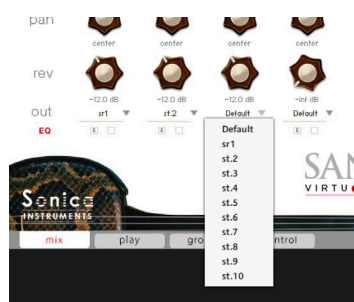 pan
center center center center
rev
-12.0 dB -12.0 dB -12.0 dB -inf dB
out sr1 st.2 Default Default
EQ E E E
Default
sr1
st.2
st.3
st.4
st.5
st.6
st.7
st.8
st.9
st.10
SAN
VIRTU
Sonica
INSTRUMENTS
mix play gro ntrol